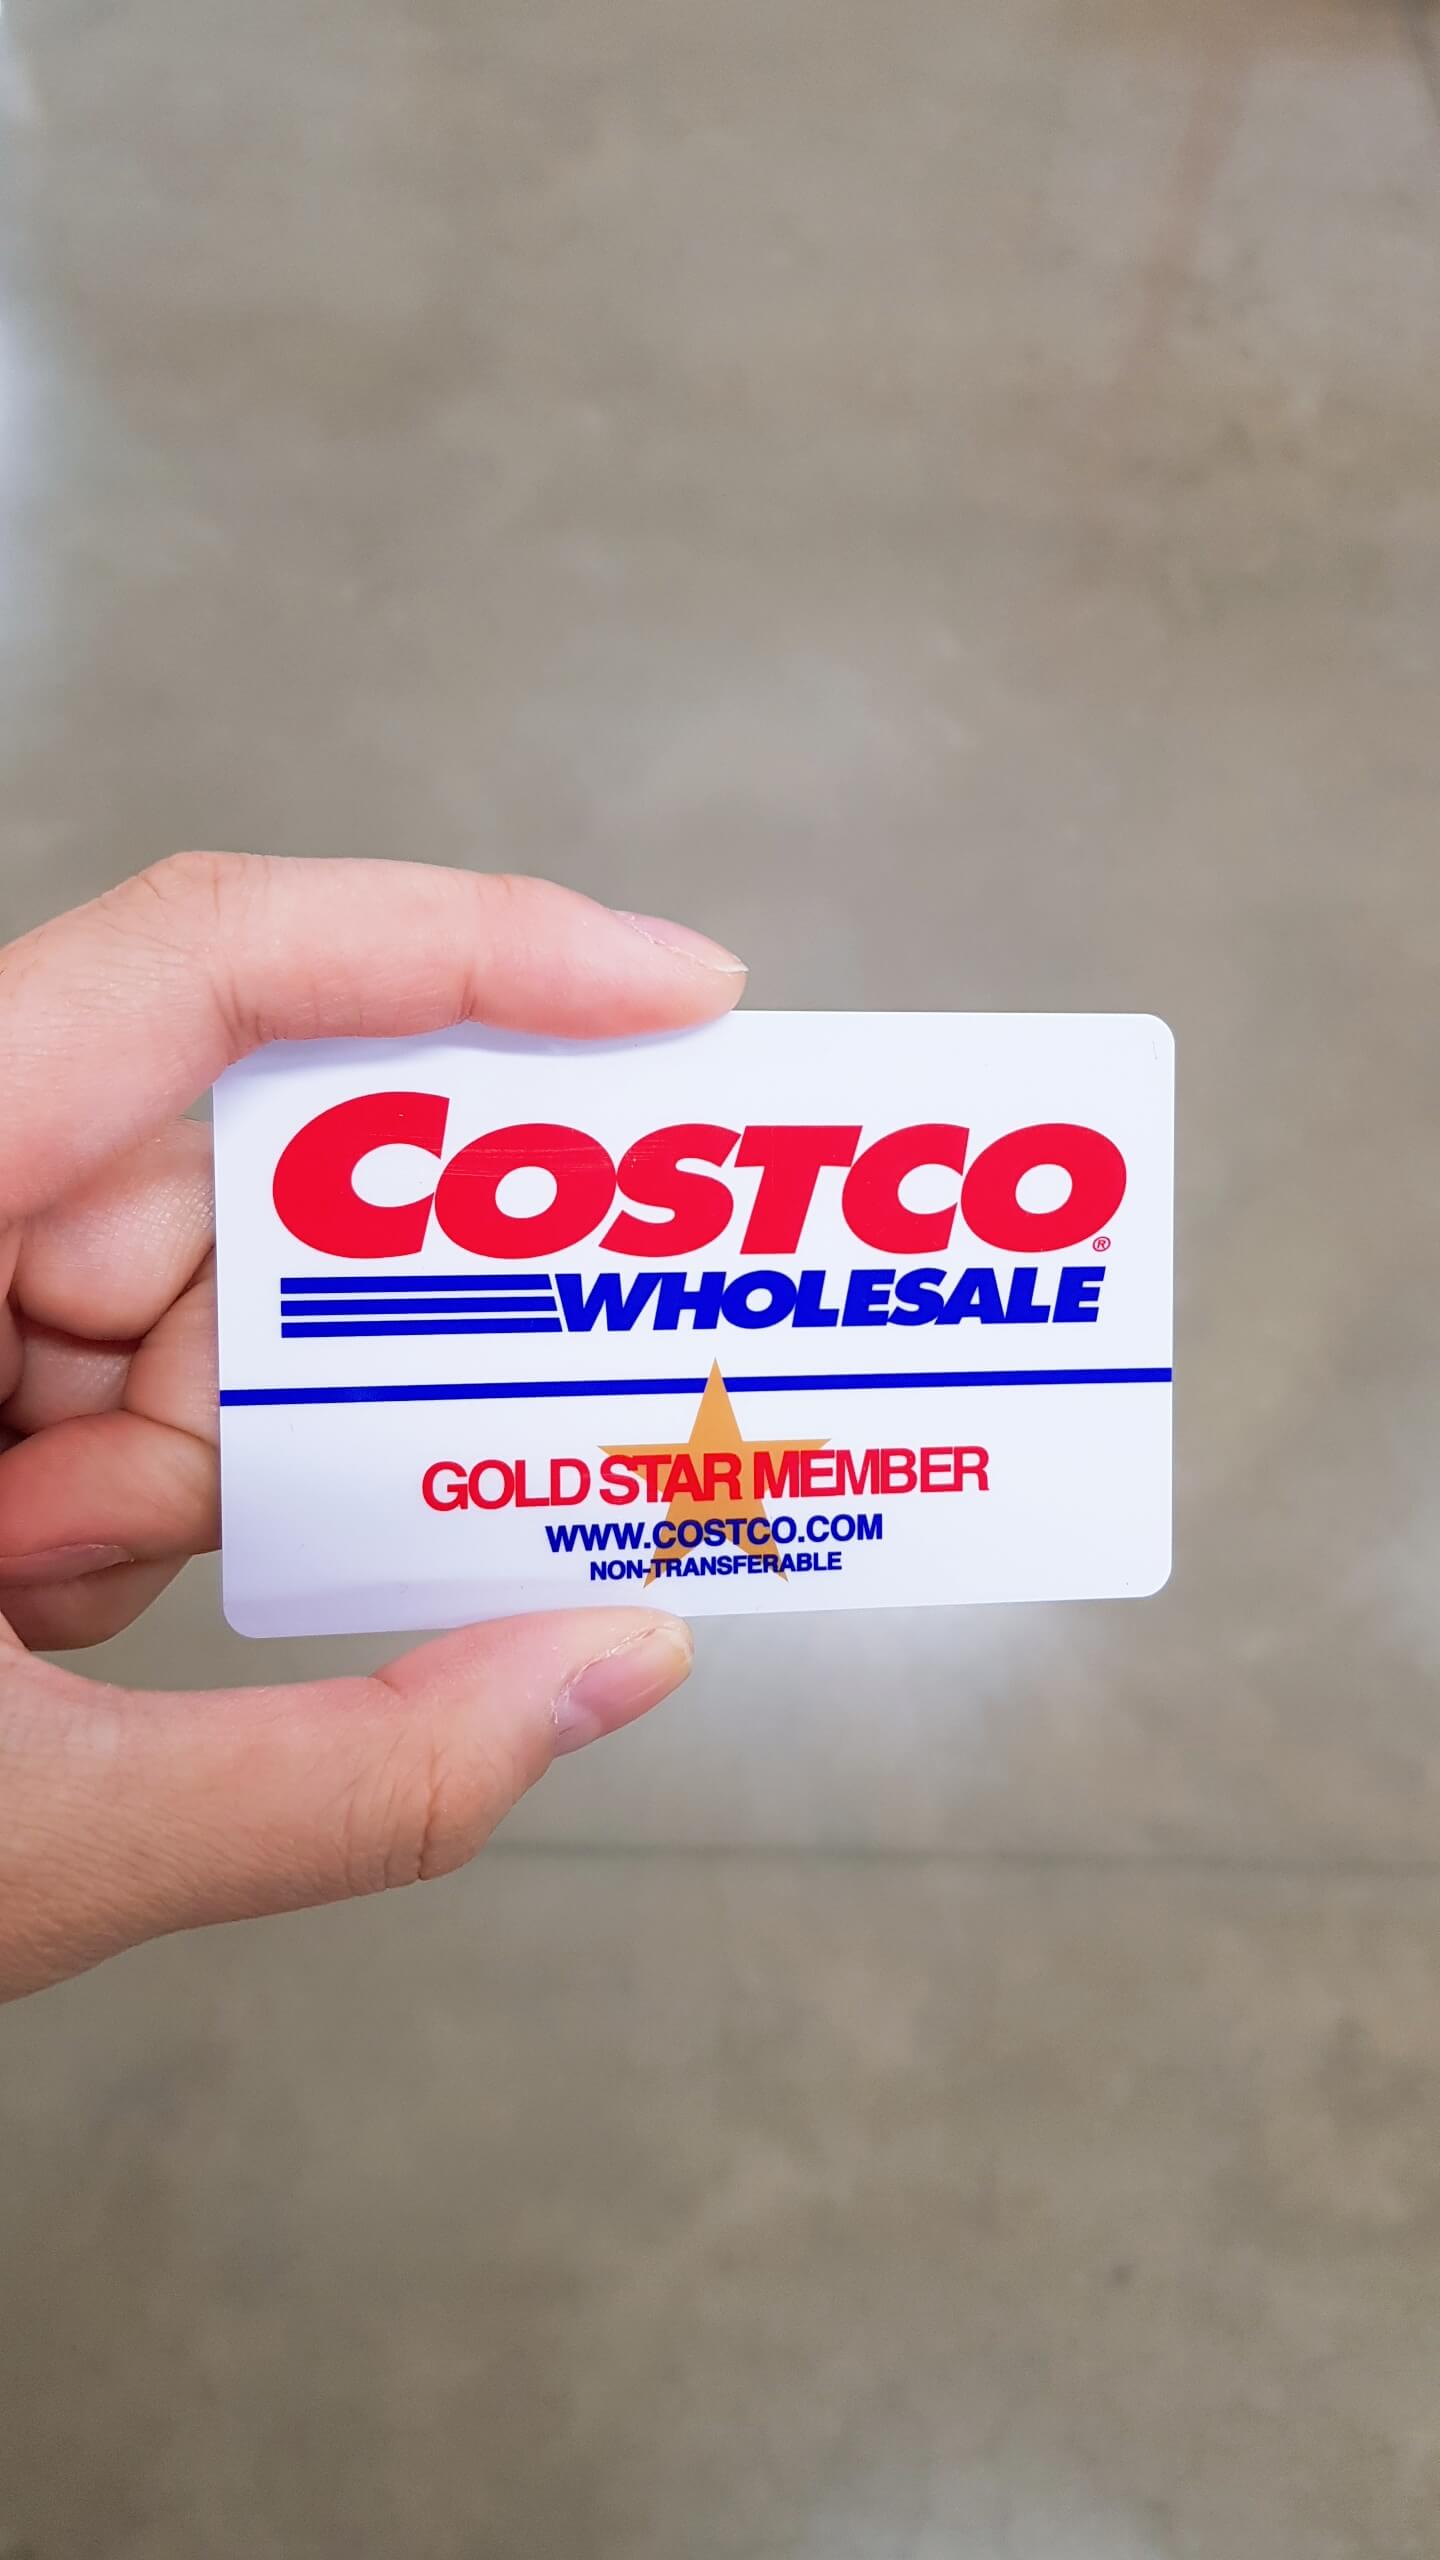 COSTCO®
WHOLESALE
GOLD STAR MEMBER
WWW.COSTCO.COM
NON-TRANSFERABLE